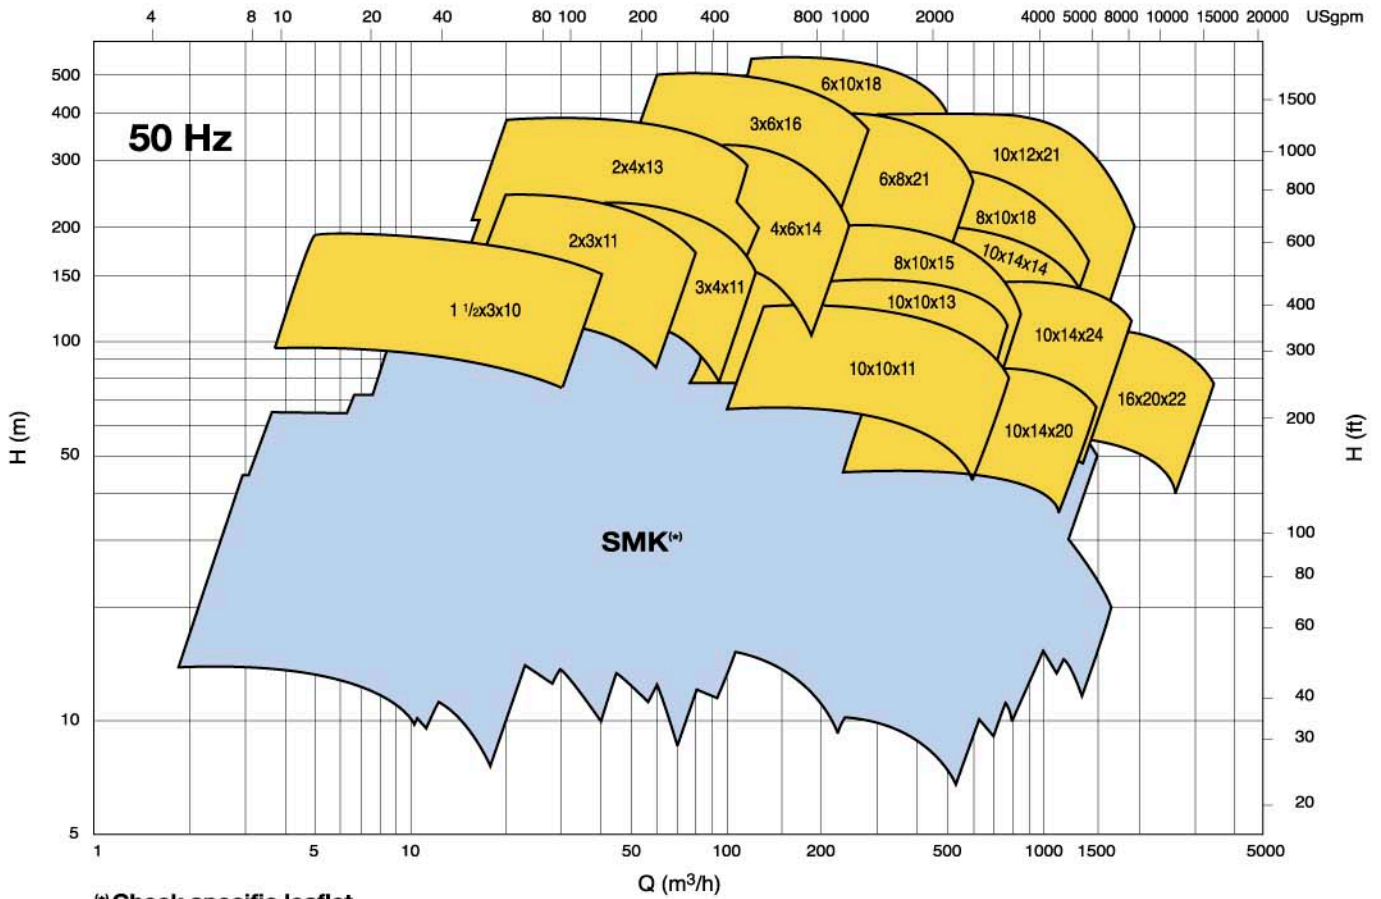 4 8 10 20 40 80 100 200 400 800 1000 2000 4000 5000 8000 10000 15000 20000 USgpm
50 Hz
500
400
300
200
150
100
50
10
5
H (m)
1500
1000
800
600
400
300
200
100
80
60
40
30
20
H (ft)
6x10x18
3x6x16
10x12x21
2x4x13
6x8x21
8x10x18
4x6x14
2x3x11
10x14x14
8x10x15
3x4x11
10x10x13
1 1/2x3x10
10x14x24
10x10x11
16x20x22
10x14x20
SMK(*)
1 5 10 50 100 200 500 1000 1500 5000
Q (m³/h)
(*)Check specific leaflet